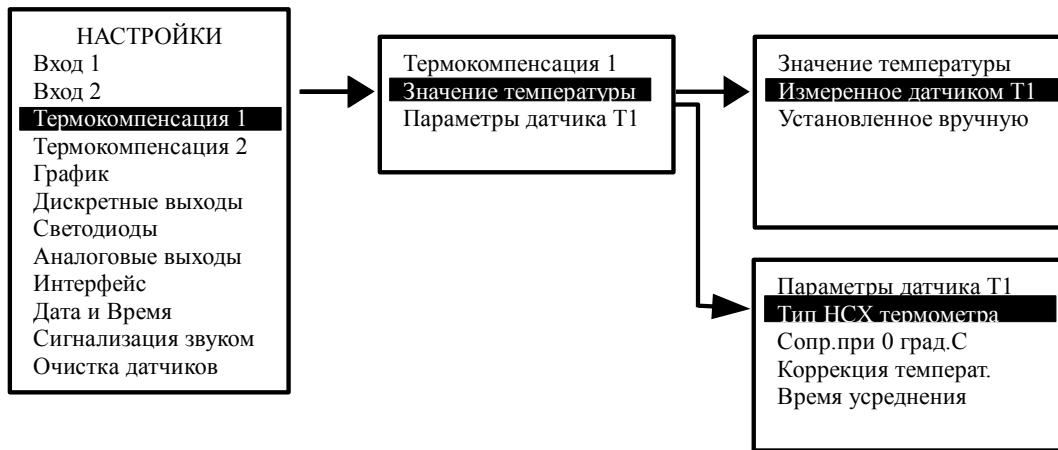 НАСТРОЙКИ
Вход 1
Вход 2
Термокомпенсация 1
Термокомпенсация 2
График
Дискретные выходы
Светодиоды
Аналоговые выходы
Интерфейс
Дата и Время
Сигнализация звуком
Очистка датчиков
Термокомпенсация 1
Значение температуры
Параметры датчика Т1
Значение температуры
Измеренное датчиком Т1
Установленное вручную
Параметры датчика Т1
Тип НСХ термометра
Сопр.при 0 град.С
Коррекция температ.
Время усреднения